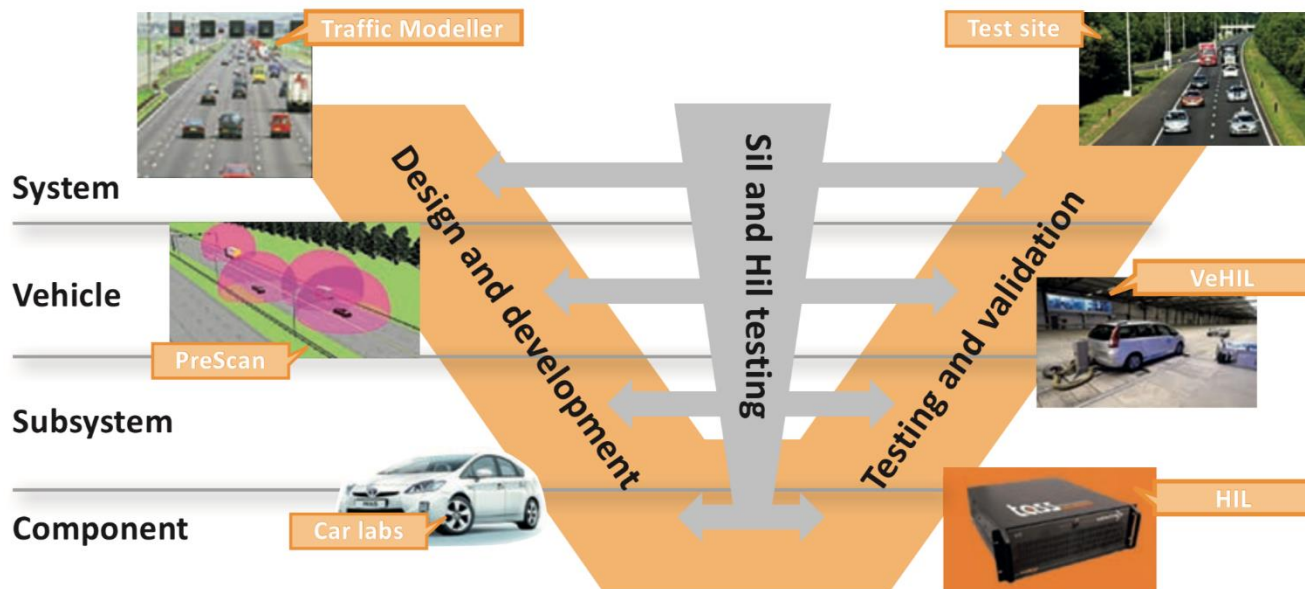 Traffic Modeller
Test site
System
Design and development
Sil and Hil testing
Testing and validation
Vehicle
VeHIL
PreScan
Subsystem
Component
Car labs
tass
HIL